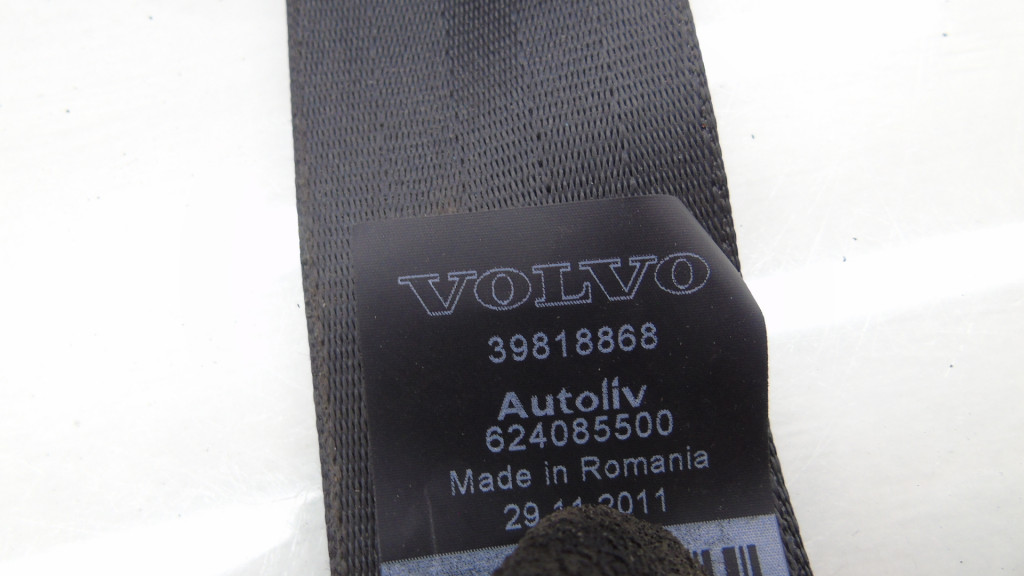 VOLVO
39818868
Autoliv
624085500
Made in Romania
29.11.2011